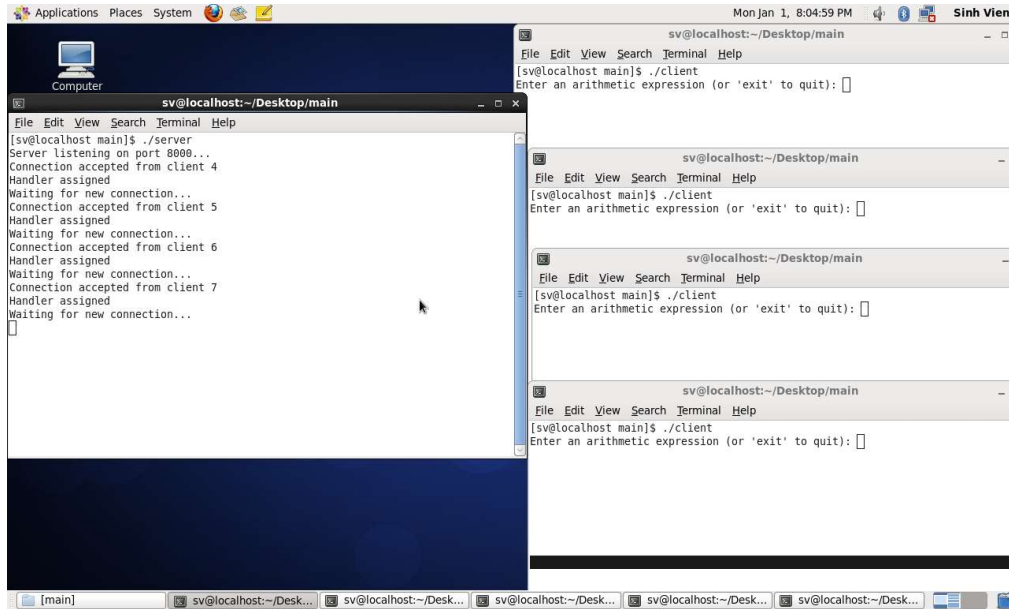 Applications Places System
Mon Jan 1, 8:04:59 PM
Sinh Vien
Computer
sv@localhost:~/Desktop/main
File Edit View Search Terminal Help
[sv@localhost main]$ ./server
Server listening on port 8000...
Connection accepted from client 4
Handler assigned
Waiting for new connection...
Connection accepted from client 5
Handler assigned
Waiting for new connection...
Connection accepted from client 6
Handler assigned
Waiting for new connection...
Connection accepted from client 7
Handler assigned
Waiting for new connection...
sv@localhost:~/Desktop/main
File Edit View Search Terminal Help
[sv@localhost main]$ ./client
Enter an arithmetic expression (or 'exit' to quit):
sv@localhost:~/Desktop/main
File Edit View Search Terminal Help
[sv@localhost main]$ ./client
Enter an arithmetic expression (or 'exit' to quit):
sv@localhost:~/Desktop/main
File Edit View Search Terminal Help
[sv@localhost main]$ ./client
Enter an arithmetic expression (or 'exit' to quit):
sv@localhost:~/Desktop/main
File Edit View Search Terminal Help
[sv@localhost main]$ ./client
Enter an arithmetic expression (or 'exit' to quit):
[main]
sv@localhost:~/Desk...
sv@localhost:~/Desk...
sv@localhost:~/Desk...
sv@localhost:~/Desk...
sv@localhost:~/Desk...